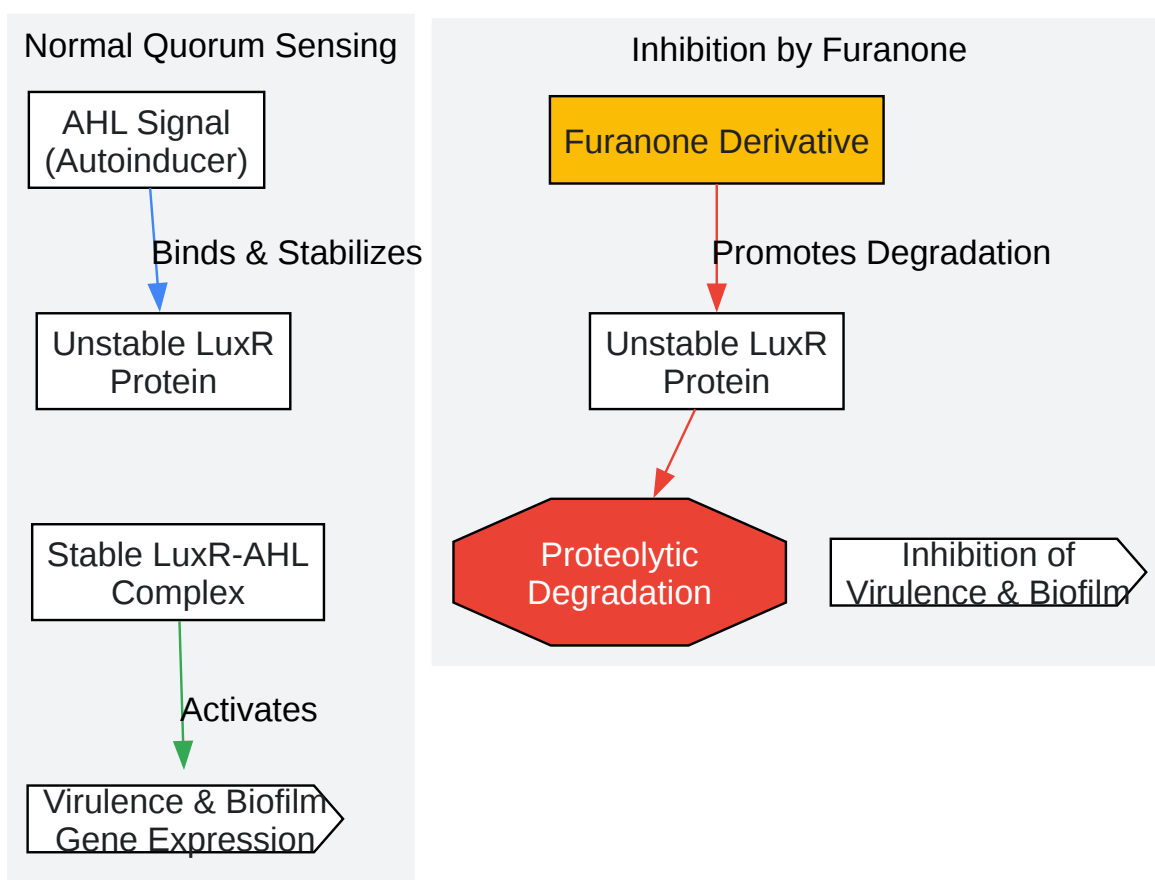 Normal Quorum Sensing
AHL Signal
(Autoinducer)
Binds & Stabilizes
Unstable LuxR
Protein
Stable LuxR-AHL
Complex
Activates
Virulence & Biofilm
Gene Expression
Inhibition by Furanone
Furanone Derivative
Promotes Degradation
Unstable LuxR
Protein
Proteolytic
Degradation
Inhibition of
Virulence & Biofilm